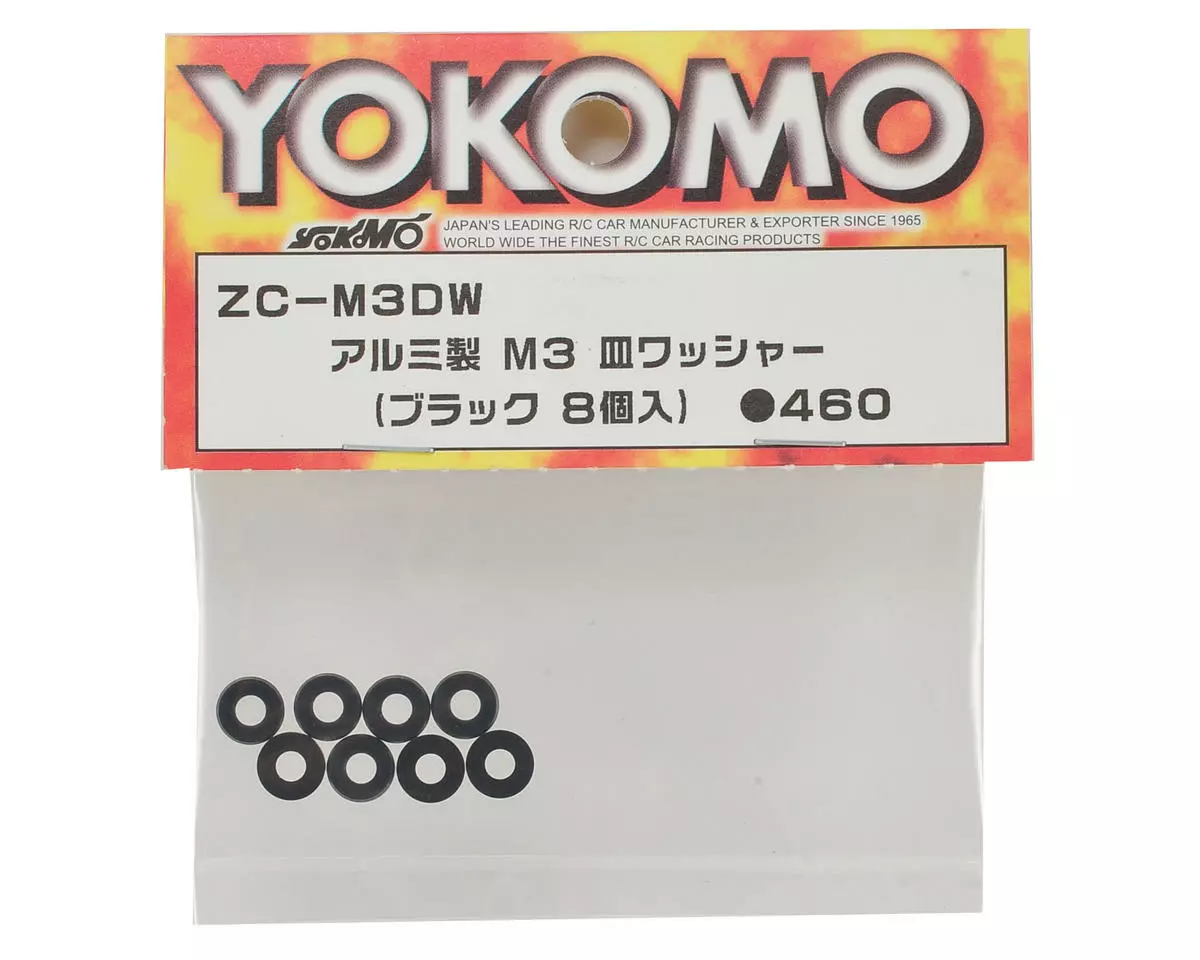 YOKOMO
YOKOMO JAPAN'S LEADING R/C CAR MANUFACTURER & EXPORTER SINCE 1965
WORLD WIDE THE FINEST R/C CAR RACING PRODUCTS
ZC-M3DW
アルミ製 M3 皿ワッシャー
(ブラック 8個入) ●460